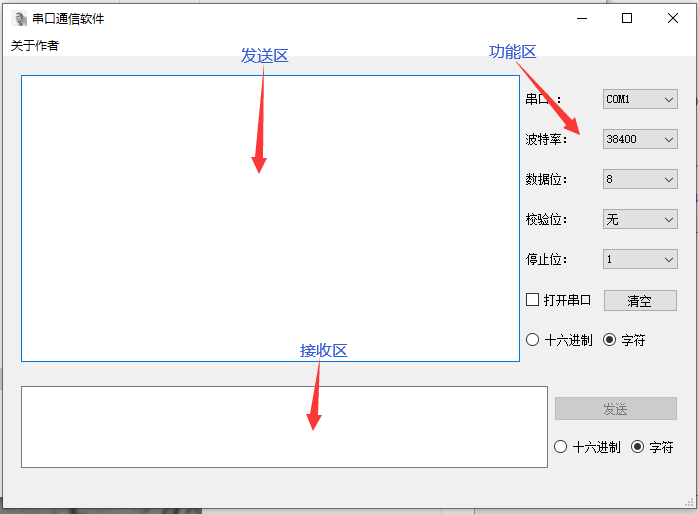 串口通信软件
关于作者
发送区
功能区
串口：
COM1
波特率：
38400
数据位：
8
校验位：
无
停止位：
1
打开串口
清空
十六进制
字符
接收区
发送
十六进制
字符